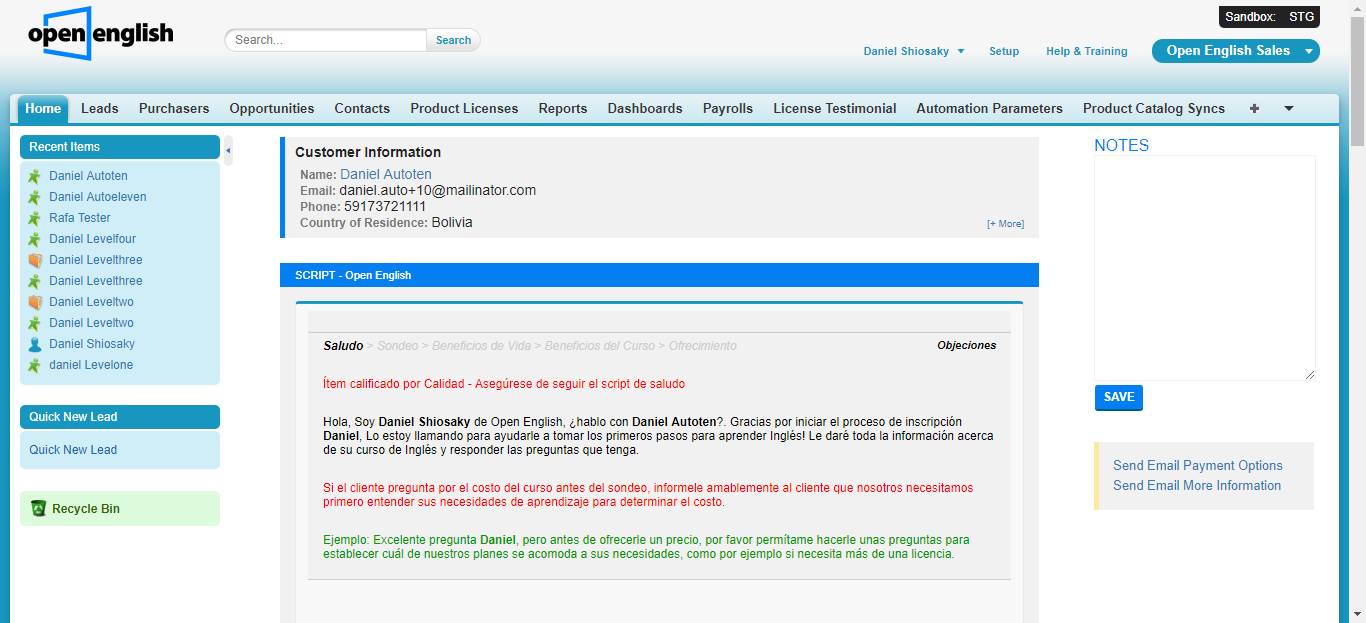 open english
Search...
Search
Sandbox: STG
Daniel Shiosaky
Setup
Help & Training
Open English Sales
Home
Leads
Purchasers
Opportunities
Contacts
Product Licenses
Reports
Dashboards
Payrolls
License Testimonial
Automation Parameters
Product Catalog Syncs
+
Recent Items
Daniel Autoten
Daniel Autoeleven
Rafa Tester
Daniel Levelfour
Daniel Levelthree
Daniel Levelthree
Daniel Leveltwo
Daniel Leveltwo
Daniel Shiosaky
daniel Levelone
Quick New Lead
Quick New Lead
Recycle Bin
Customer Information
Name: Daniel Autoten
Email: daniel.auto+10@mailinator.com
Phone: 59173721111
Country of Residence: Bolivia
[+ More]
SCRIPT - Open English
Saludo > Sondeo > Beneficios de Vida > Beneficios del Curso > Ofrecimiento
Objeciones
Ítem calificado por Calidad - Asegúrese de seguir el script de saludo
Hola, Soy Daniel Shiosaky de Open English, ¿hablo con Daniel Autoten?. Gracias por iniciar el proceso de inscripción
Daniel, Lo estoy llamando para ayudarle a tomar los primeros pasos para aprender Inglés! Le daré toda la información acerca
de su curso de Inglés y responder las preguntas que tenga.
Si el cliente pregunta por el costo del curso antes del sondeo, informele amablemente al cliente que nosotros necesitamos
primero entender sus necesidades de aprendizaje para determinar el costo.
Ejemplo: Excelente pregunta Daniel, pero antes de ofrecerle un precio, por favor permítame hacerle unas preguntas para
establecer cuál de nuestros planes se acomoda a sus necesidades, como por ejemplo si necesita más de una licencia.
NOTES
SAVE
Send Email Payment Options
Send Email More Information